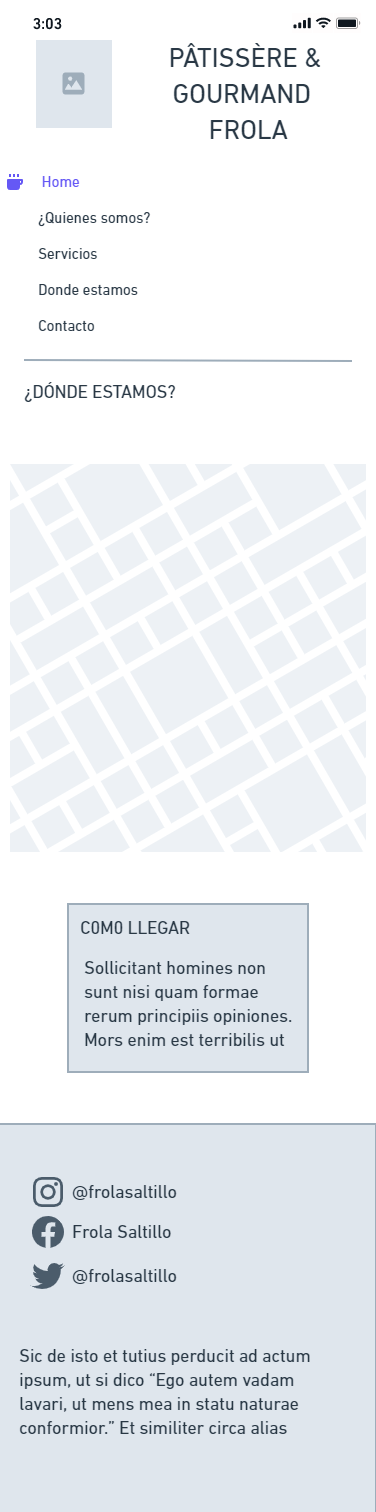 3:03
PÂTISSÈRE &
GOURMAND
FROLA
Home
¿Quienes somos?
Servicios
Donde estamos
Contacto
¿DÓNDE ESTAMOS?
COMO LLEGAR
Sollicitant homines non
sunt nisi quam formae
rerum principiis opiniones.
Mors enim est terribilis ut
@frolasaltillo
Frola Saltillo
@frolasaltillo
Sic de isto et tutius perducit ad actum
ipsum, ut si dico “Ego autem vadam
lavari, ut mens mea in statu naturae
conformior.” Et similiter circa alias